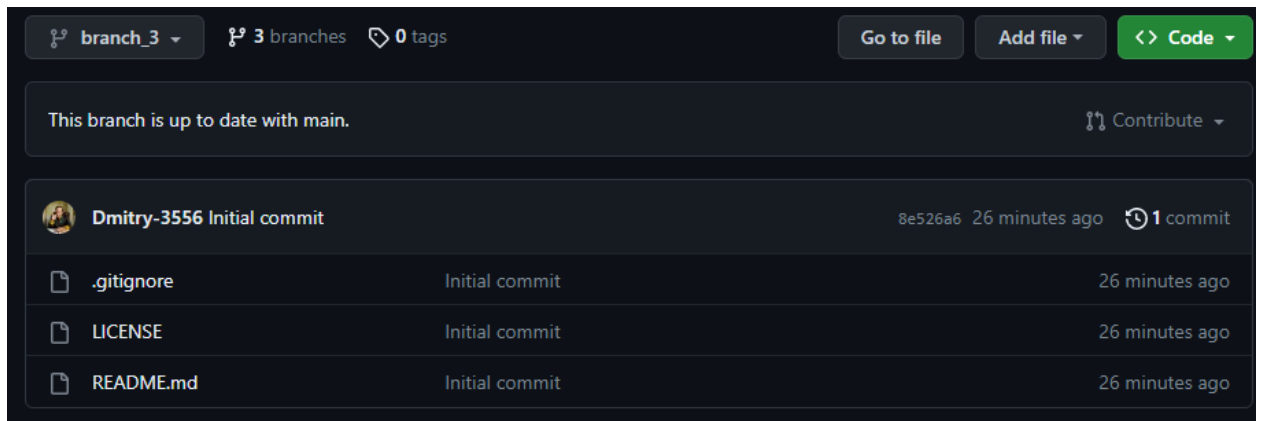 branch_3 3 branches 0 tags Go to file Add file <> Code
This branch is up to date with main. Contribute
Dmitry-3556 Initial commit 8e526a6 26 minutes ago 1 commit
.gitignore Initial commit 26 minutes ago
LICENSE Initial commit 26 minutes ago
README.md Initial commit 26 minutes ago